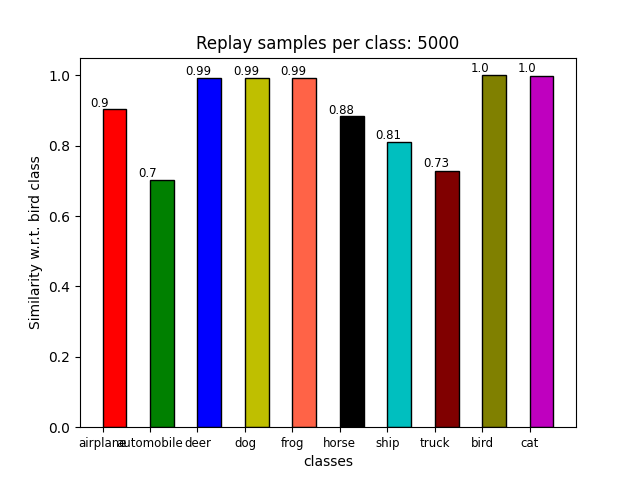 Replay samples per class: 5000
1.0
0.8
0.6
0.4
0.2
0.0
Similarity w.r.t. bird class
0.9
0.7
0.99
0.99
0.99
0.88
0.81
0.73
1.0
1.0
airplane
automobile
deer
dog
frog
horse
ship
truck
bird
cat
classes